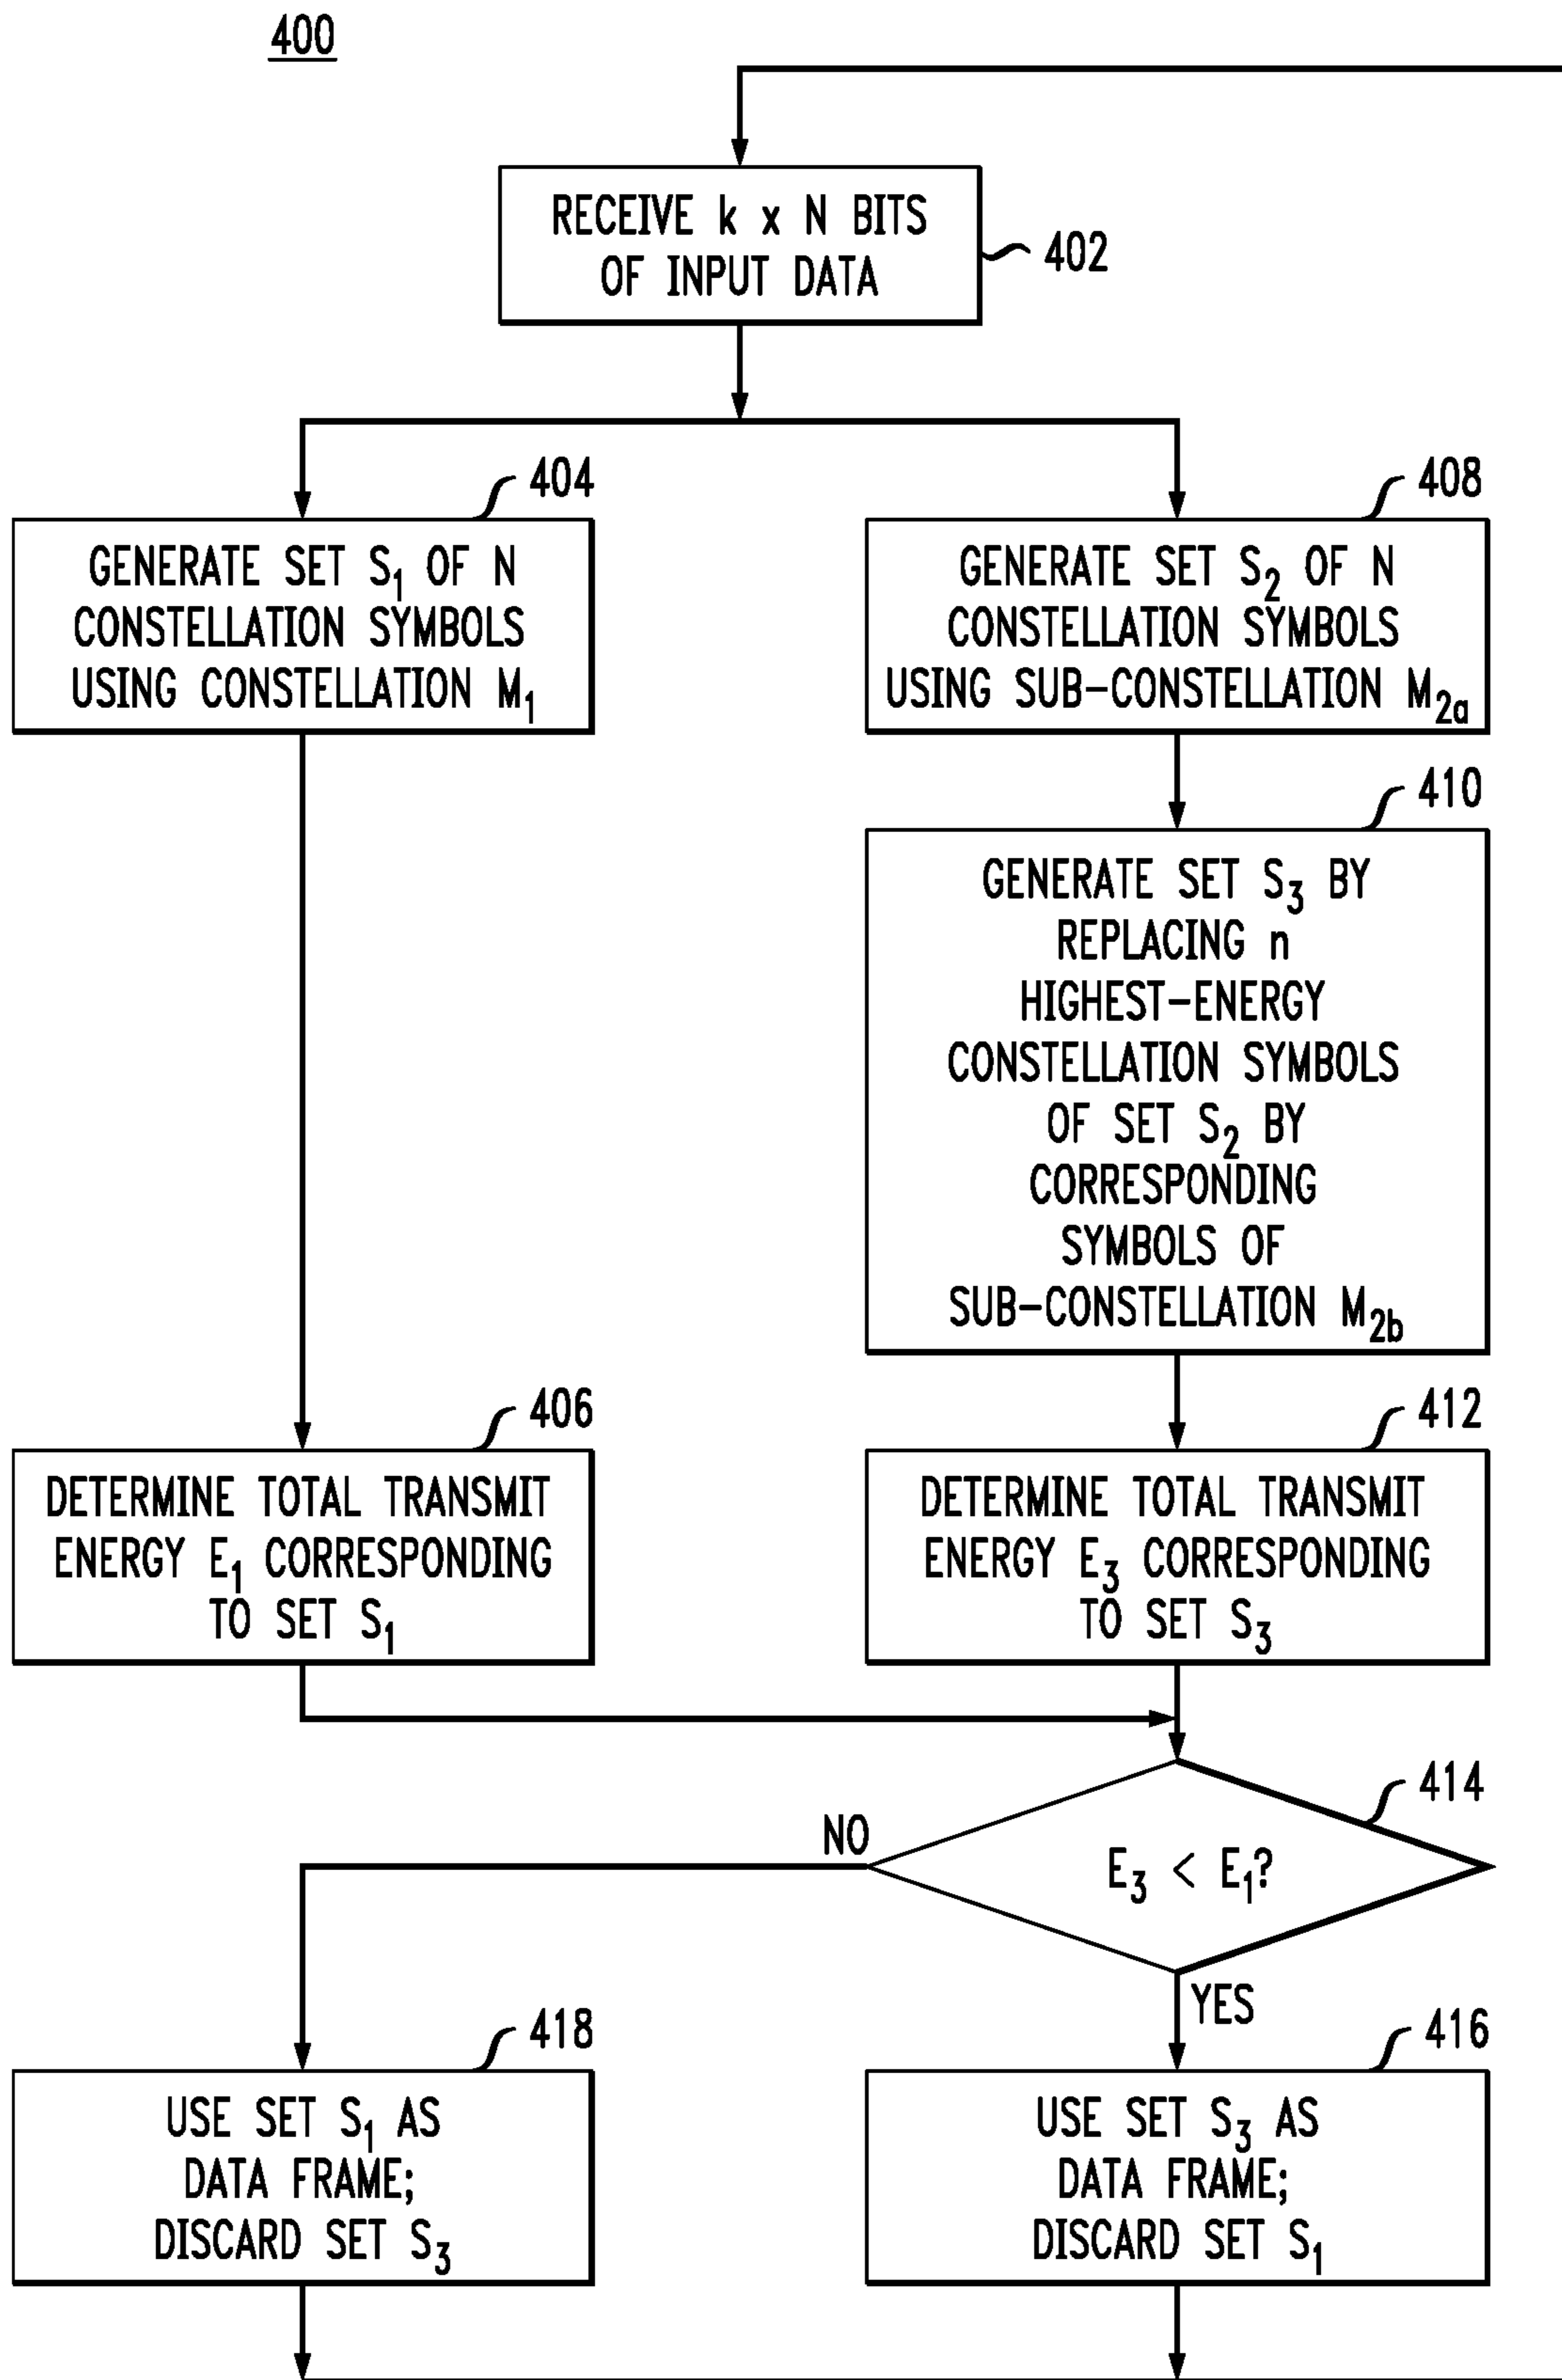 400
RECEIVE k x N BITS
OF INPUT DATA
402
404
GENERATE SET S1 OF N
CONSTELLATION SYMBOLS
USING CONSTELLATION M1
408
GENERATE SET S2 OF N
CONSTELLATION SYMBOLS
USING SUB-CONSTELLATION M2a
410
GENERATE SET S3 BY
REPLACING n
HIGHEST-ENERGY
CONSTELLATION SYMBOLS
OF SET S2 BY
CORRESPONDING
SYMBOLS OF
SUB-CONSTELLATION M2b
406
DETERMINE TOTAL TRANSMIT
ENERGY E1 CORRESPONDING
TO SET S1
412
DETERMINE TOTAL TRANSMIT
ENERGY E3 CORRESPONDING
TO SET S3
414
E3 < E1?
NO
YES
418
USE SET S1 AS
DATA FRAME;
DISCARD SET S3
416
USE SET S3 AS
DATA FRAME;
DISCARD SET S1